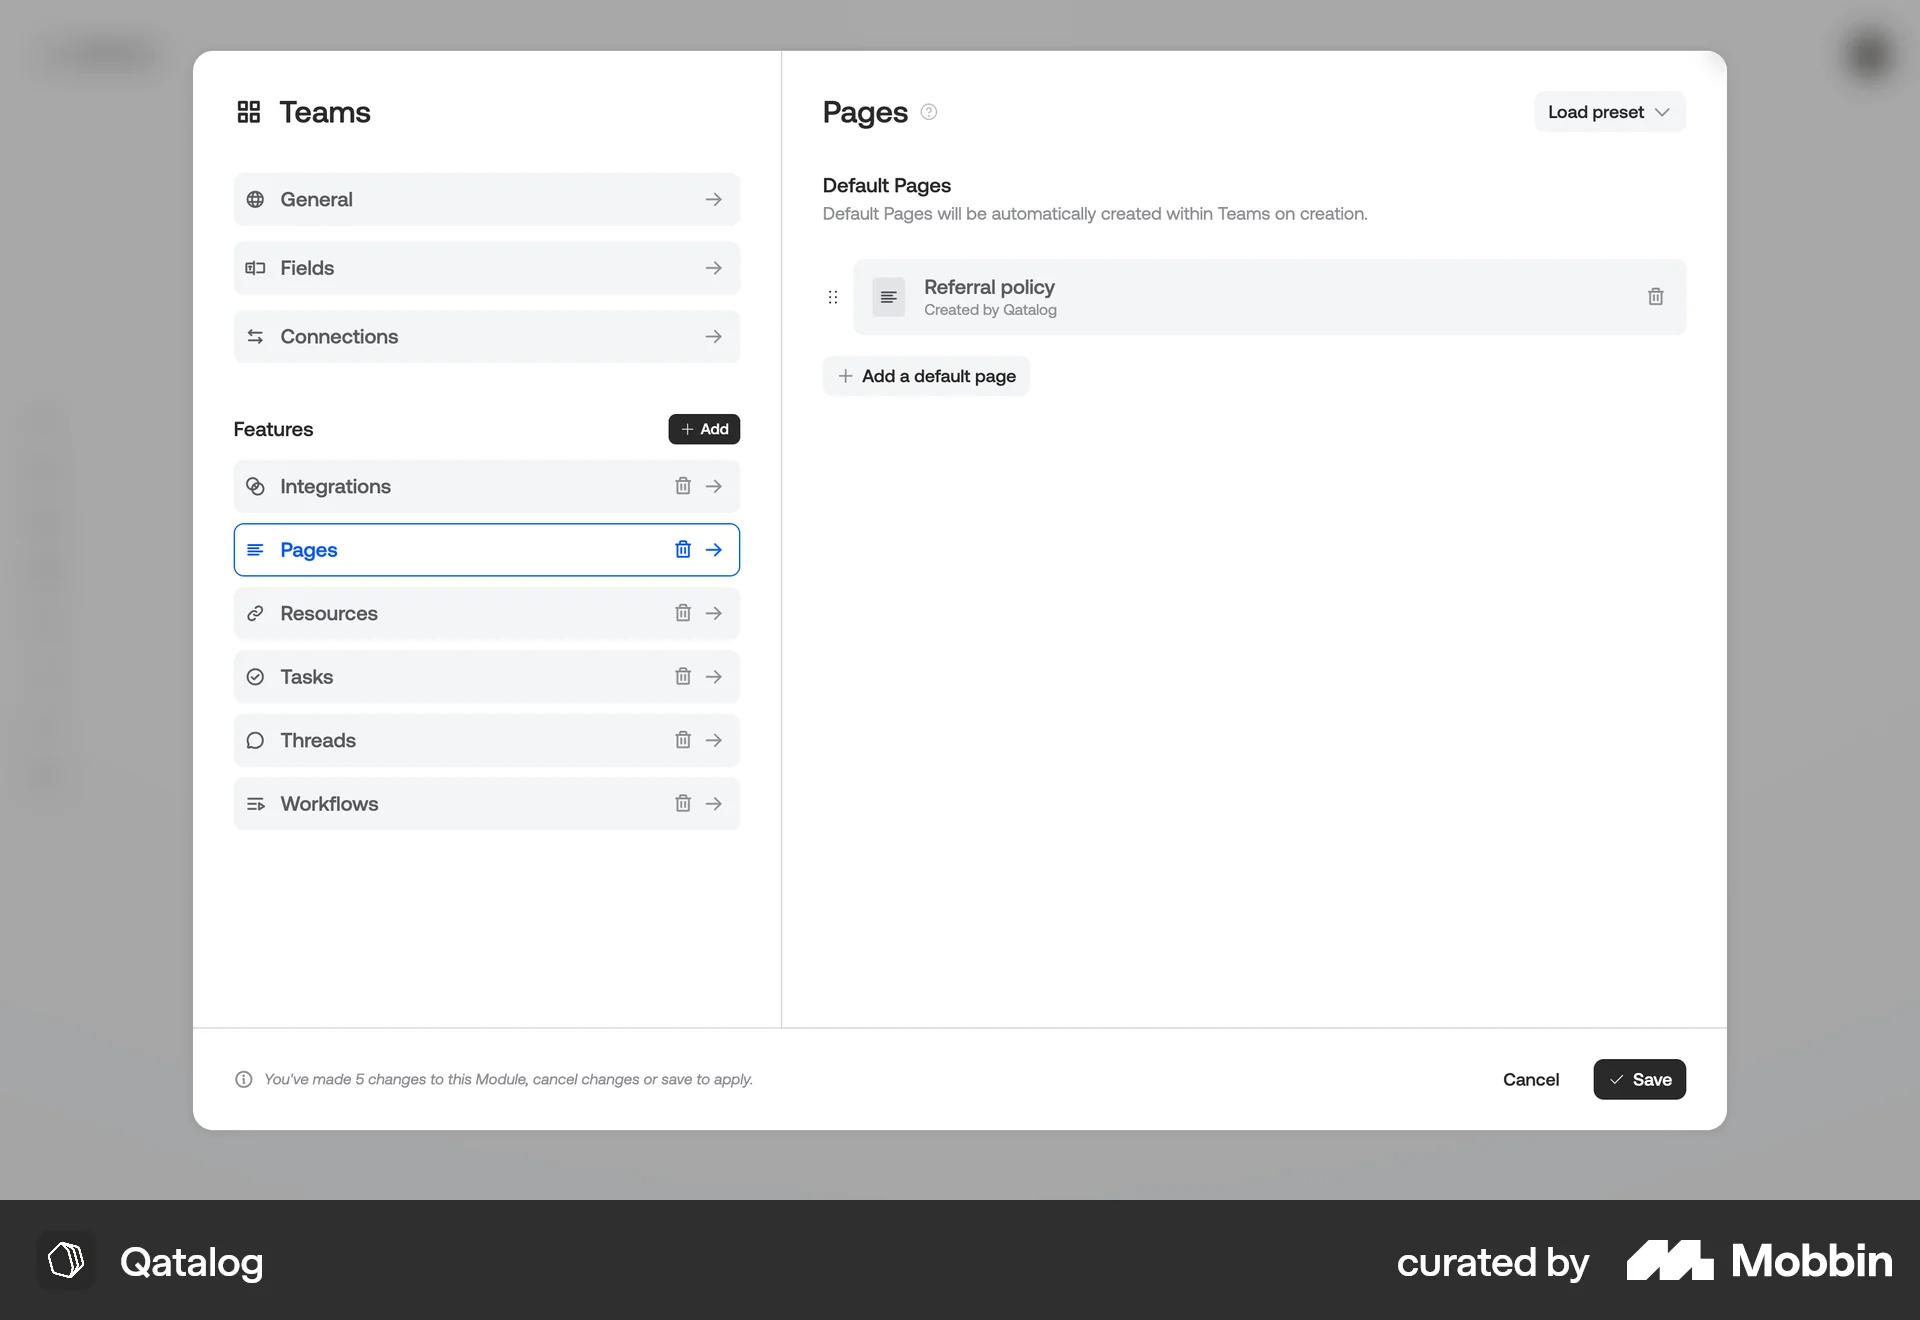 Teams
General
Fields
Connections
Features
Add
Integrations
Pages
Resources
Tasks
Threads
Workflows
Pages
Load preset
Default Pages
Default Pages will be automatically created within Teams on creation.
Referral policy
Created by Qatalog
Add a default page
You've made 5 changes to this Module, cancel changes or save to apply.
Cancel
Save
Qatalog
curated by Mobbin